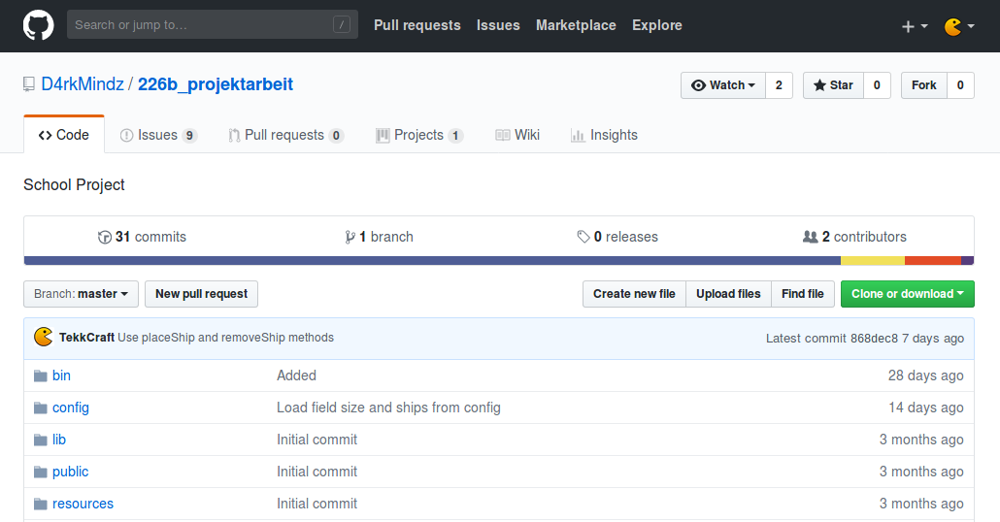 Search or jump to… / Pull requests Issues Marketplace Explore
D4rkMindz / 226b_projektarbeit Watch 2 Star 0 Fork 0
Code Issues 9 Pull requests 0 Projects 1 Wiki Insights
School Project
31 commits 1 branch 0 releases 2 contributors
Branch: master New pull request Create new file Upload files Find file Clone or download
TekkCraft Use placeShip and removeShip methods Latest commit 868dec8 7 days ago
bin Added 28 days ago
config Load field size and ships from config 14 days ago
lib Initial commit 3 months ago
public Initial commit 3 months ago
resources Initial commit 3 months ago